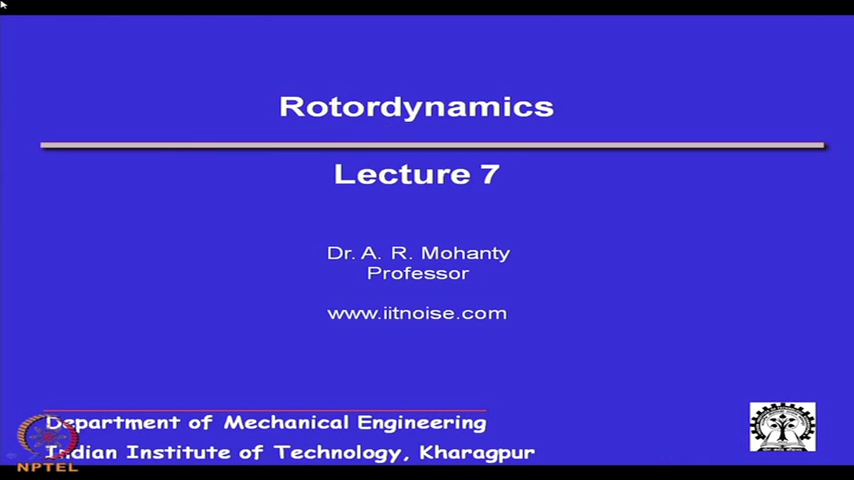 Rotordynamics
Lecture 7
Dr. A. R. Mohanty
Professor
www.iitnoise.com
Department of Mechanical Engineering
Indian Institute of Technology, Kharagpur
NPTEL